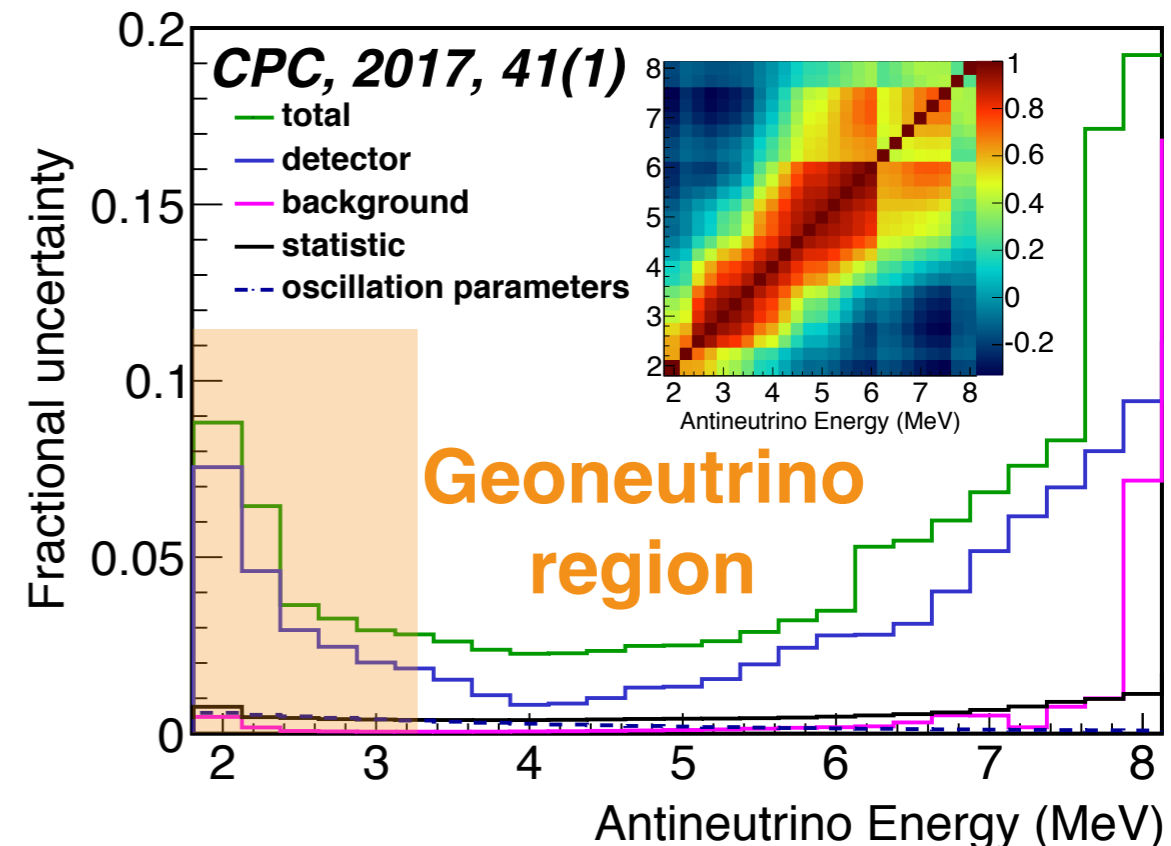 CPC, 2017, 41(1)
total
detector
background
statistic
oscillation parameters
Geoneutrino
region
Fractional uncertainty
0.2
0.15
0.1
0.05
0
2 3 4 5 6 7 8
Antineutrino Energy (MeV)
8
7
6
5
4
3
2
2 3 4 5 6 7 8
Antineutrino Energy (MeV)
1
0.8
0.6
0.4
0.2
0
-0.2